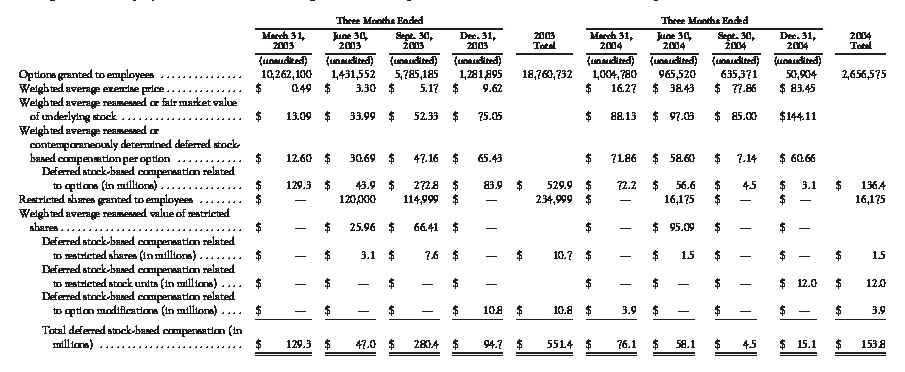 Three Months Ended Three Months Ended
March 31, 2003 June 30, 2003 Sept. 30, 2003 Dec. 31, 2003 2003 Total March 31, 2004 June 30, 2004 Sept. 30, 2004 Dec. 31, 2004 2004 Total
(unaudited) (unaudited) (unaudited) (unaudited) (unaudited) (unaudited) (unaudited) (unaudited)
Options granted to employees ............... 10,262,100 1,431,552 5,785,185 1,281,895 18,760,732 1,004,780 965,520 635,371 50,904 2,656,575
Weighted average exercise price .............. $ 0.49 $ 3.30 $ 5.17 $ 9.62 $ 16.27 $ 38.43 $ 77.86 $ 83.45
Weighted average reassessed or fair market value
of underlying stock ...................... $ 13.09 $ 33.99 $ 52.33 $ 75.05 $ 88.13 $ 97.03 $ 85.00 $144.11
Weighted average reassessed or
contemporaneously determined deferred stock-
based compensation per option ............ $ 12.60 $ 30.69 $ 47.16 $ 65.43 $ 71.86 $ 58.60 $ 7.14 $ 60.66
Deferred stock-based compensation related
to options (in millions) ............... $ 129.3 $ 43.9 $ 272.8 $ 83.9 $ 529.9 $ 72.2 $ 56.6 $ 4.5 $ 3.1 $ 136.4
Restricted shares granted to employees ........ $ — 120,000 114,999 $ — 234,999 $ — 16,175 $ — $ — 16,175
Weighted average reassessed value of restricted
shares ................................. $ — $ 25.96 $ 66.41 $ — $ — $ 95.09 $ — $ —
Deferred stock-based compensation related
to restricted shares (in millions) ........ $ — $ 3.1 $ 7.6 $ — $ 10.7 $ — $ 1.5 $ — $ — $ 1.5
Deferred stock-based compensation related
to restricted stock units (in millions) .... $ — $ — $ — $ — $ — $ — $ — $ — $ 12.0 $ 12.0
Deferred stock-based compensation related
to option modifications (in millions) .... $ — $ — $ — 10.8 $ 10.8 $ 3.9 $ — $ — $ — $ 3.9
Total deferred stock-based compensation (in
millions) .......................... $ 129.3 $ 47.0 $ 280.4 $ 94.7 $ 551.4 $ 76.1 $ 58.1 $ 4.5 $ 15.1 $ 153.8